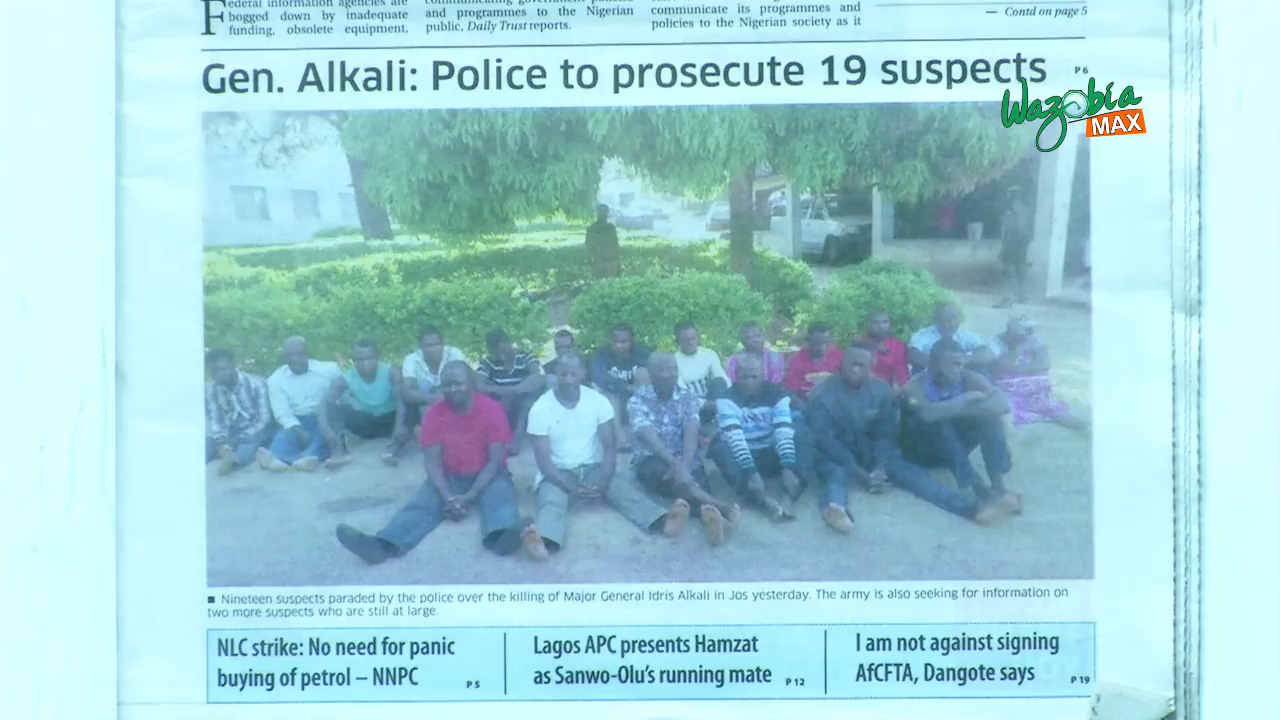 Federal information agencies are
bogged down by inadequate
funding, obsolete equipment,
and programmes to the Nigerian
public, Daily Trust reports.
communicate its programmes and
policies to the Nigerian society as it
— Contd on page 5
Gen. Alkali: Police to prosecute 19 suspects P6
Wazobia
MAX
■ Nineteen suspects paraded by the police over the killing of Major General Idris Alkali in Jos yesterday. The army is also seeking for information on
two more suspects who are still at large.
NLC strike: No need for panic
buying of petrol – NNPC P5
Lagos APC presents Hamzat
as Sanwo-Olu's running mate P12
I am not against signing
AfCFTA, Dangote says P19